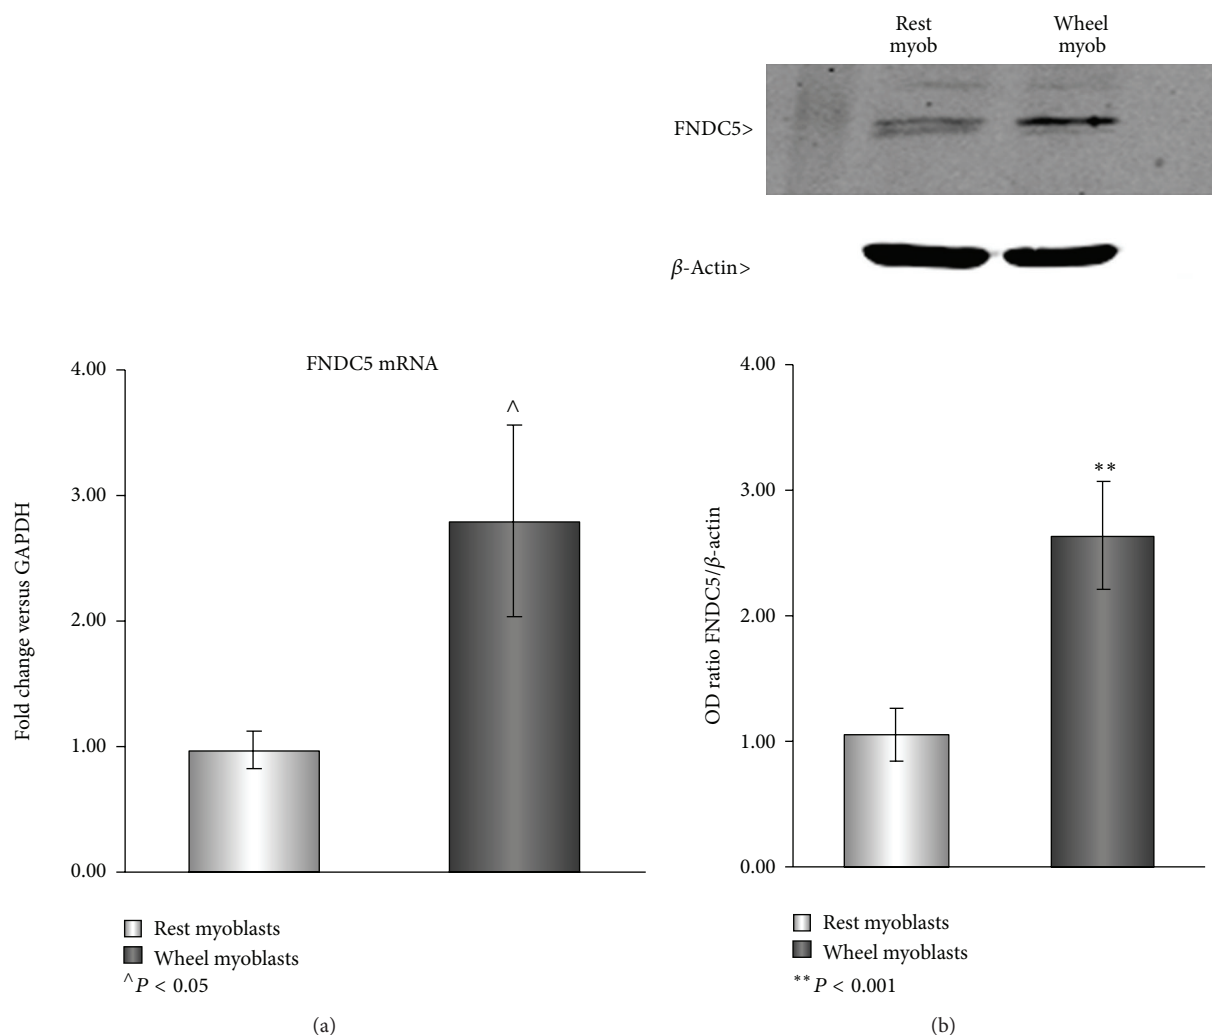 Rest
myob
Wheel
myob
FNDC5>
β-Actin>
FNDC5 mRNA
4.00
3.00
2.00
1.00
0.00
Fold change versus GAPDH
^
Rest myoblasts
Wheel myoblasts
^P < 0.05
(a)
4.00
3.00
2.00
1.00
0.00
OD ratio FNDC5/β-actin
**
Rest myoblasts
Wheel myoblasts
**P < 0.001
(b)